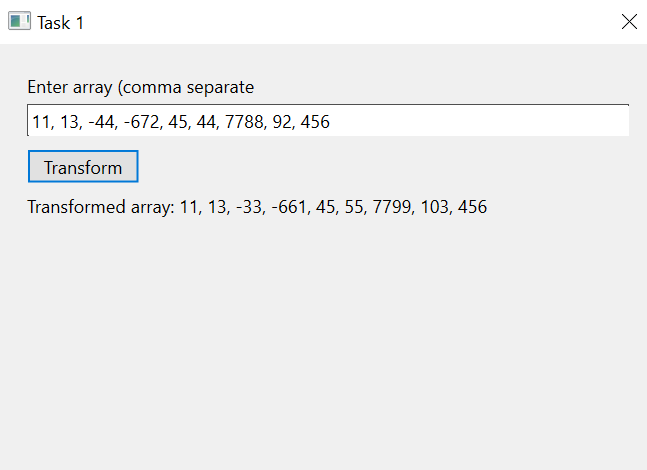 Task 1
Enter array (comma separate
11, 13, -44, -672, 45, 44, 7788, 92, 456
Transform
Transformed array: 11, 13, -33, -661, 45, 55, 7799, 103, 456